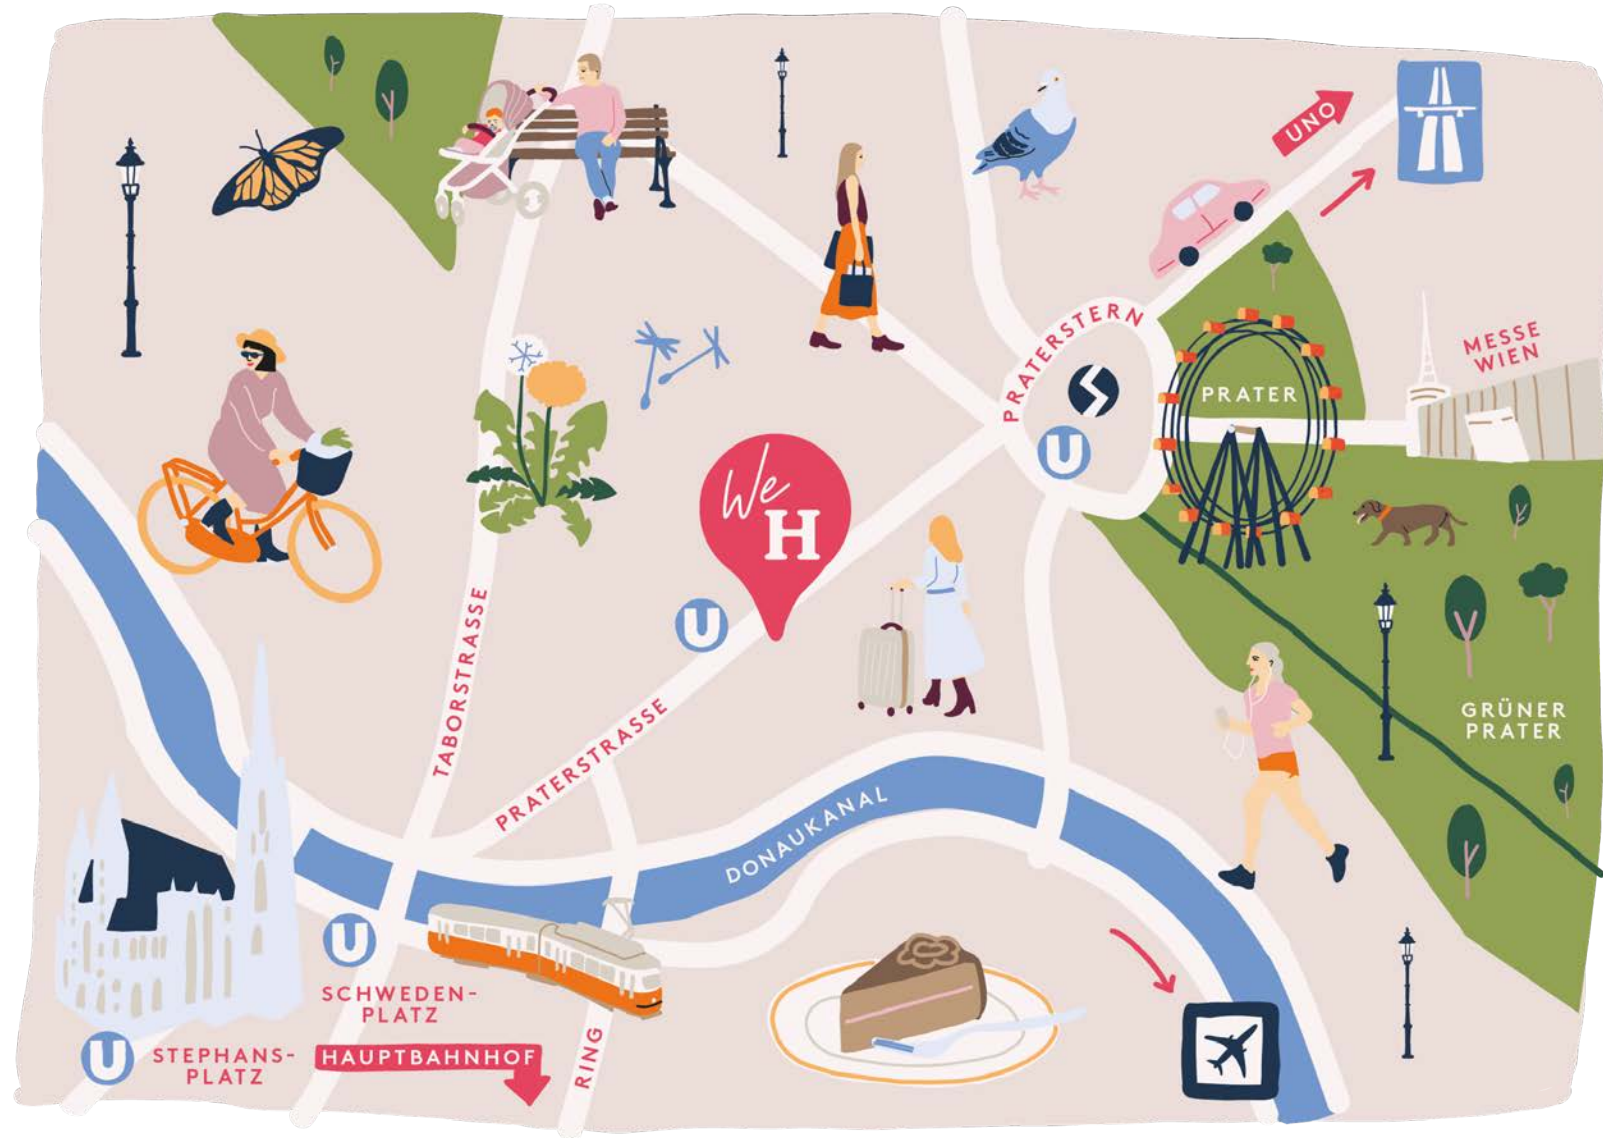 UNO
PRATERSTERN
MESSE
WIEN
PRATER
U
We
H
U
TABORSTRASSE
PRATERSTRASSE
GRÜNER
PRATER
DONAUKANAL
U
SCHWEDEN-
PLATZ
U
STEPHANS-
PLATZ
HAUPTBAHNHOF
RING